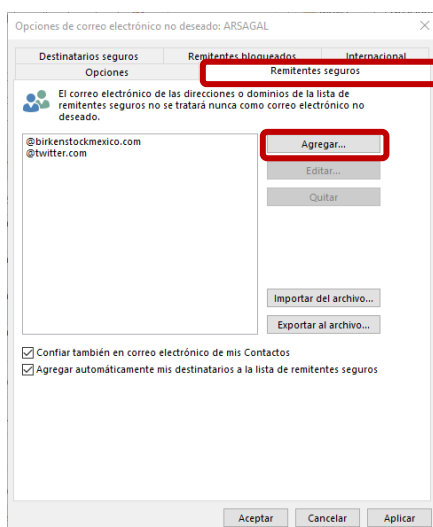 Opciones de correo electrónico no deseado: ARSAGAL
Destinatarios seguros Remitentes bloqueados Internacional
Opciones Remitentes seguros
El correo electrónico de las direcciones o dominios de la lista de
remitentes seguros no se tratará nunca como correo electrónico no
deseado.
@birkenstockmexico.com
@twitter.com
Agregar...
Editar...
Quitar
Importar del archivo...
Exportar al archivo...
Confiar también en correo electrónico de mis Contactos
Agregar automáticamente mis destinatarios a la lista de remitentes seguros
Aceptar Cancelar Aplicar